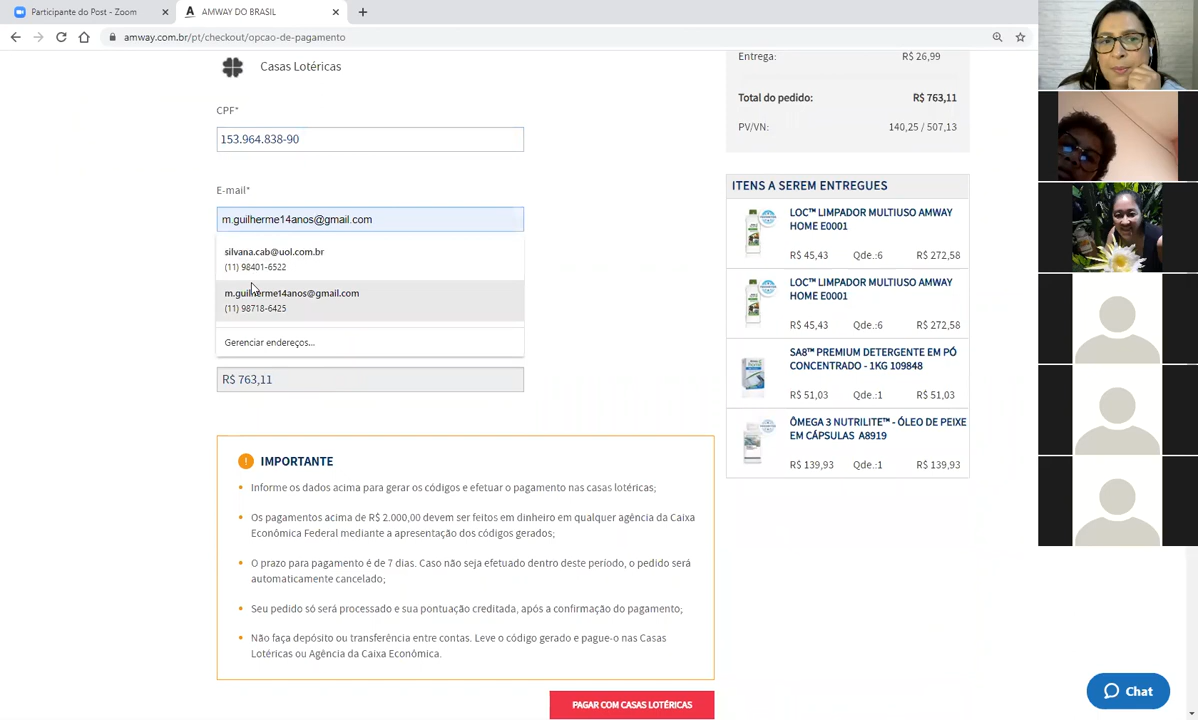 Participante do Post - Zoom
AMWAY DO BRASIL
amway.com.br/pt/checkout/opcao-de-pagamento
Casas Lotéricas
CPF*
153.964.838-90
E-mail*
m.guilherme14anos@gmail.com
silvana.cab@uol.com.br
(11) 98401-6522
m.guilherme14anos@gmail.com
(11) 98718-6425
Gerenciar endereços...
R$ 763,11
IMPORTANTE
Informe os dados acima para gerar os códigos e efetuar o pagamento nas casas lotéricas;
Os pagamentos acima de R$ 2.000,00 devem ser feitos em dinheiro em qualquer agência da Caixa
Econômica Federal mediante a apresentação dos códigos gerados;
O prazo para pagamento é de 7 dias. Caso não seja efetuado dentro deste período, o pedido será
automaticamente cancelado;
Seu pedido só será processado e sua pontuação creditada, após a confirmação do pagamento;
Não faça depósito ou transferência entre contas. Leve o código gerado e pague-o nas Casas
Lotéricas ou Agência da Caixa Econômica.
PAGAR COM CASAS LOTÉRICAS
Entrega: R$ 26,99
Total do pedido: R$ 763,11
PV/VN: 140,25 / 507,13
ITENS A SEREM ENTREGUES
LOC™ LIMPADOR MULTIUSO AMWAY
HOME E0001
R$ 45,43 Qde.:6 R$ 272,58
LOC™ LIMPADOR MULTIUSO AMWAY
HOME E0001
R$ 45,43 Qde.:6 R$ 272,58
SA8™ PREMIUM DETERGENTE EM PÓ
CONCENTRADO - 1KG 109848
R$ 51,03 Qde.:1 R$ 51,03
ÔMEGA 3 NUTRILITE™ - ÓLEO DE PEIXE
EM CÁPSULAS A8919
R$ 139,93 Qde.:1 R$ 139,93
Chat